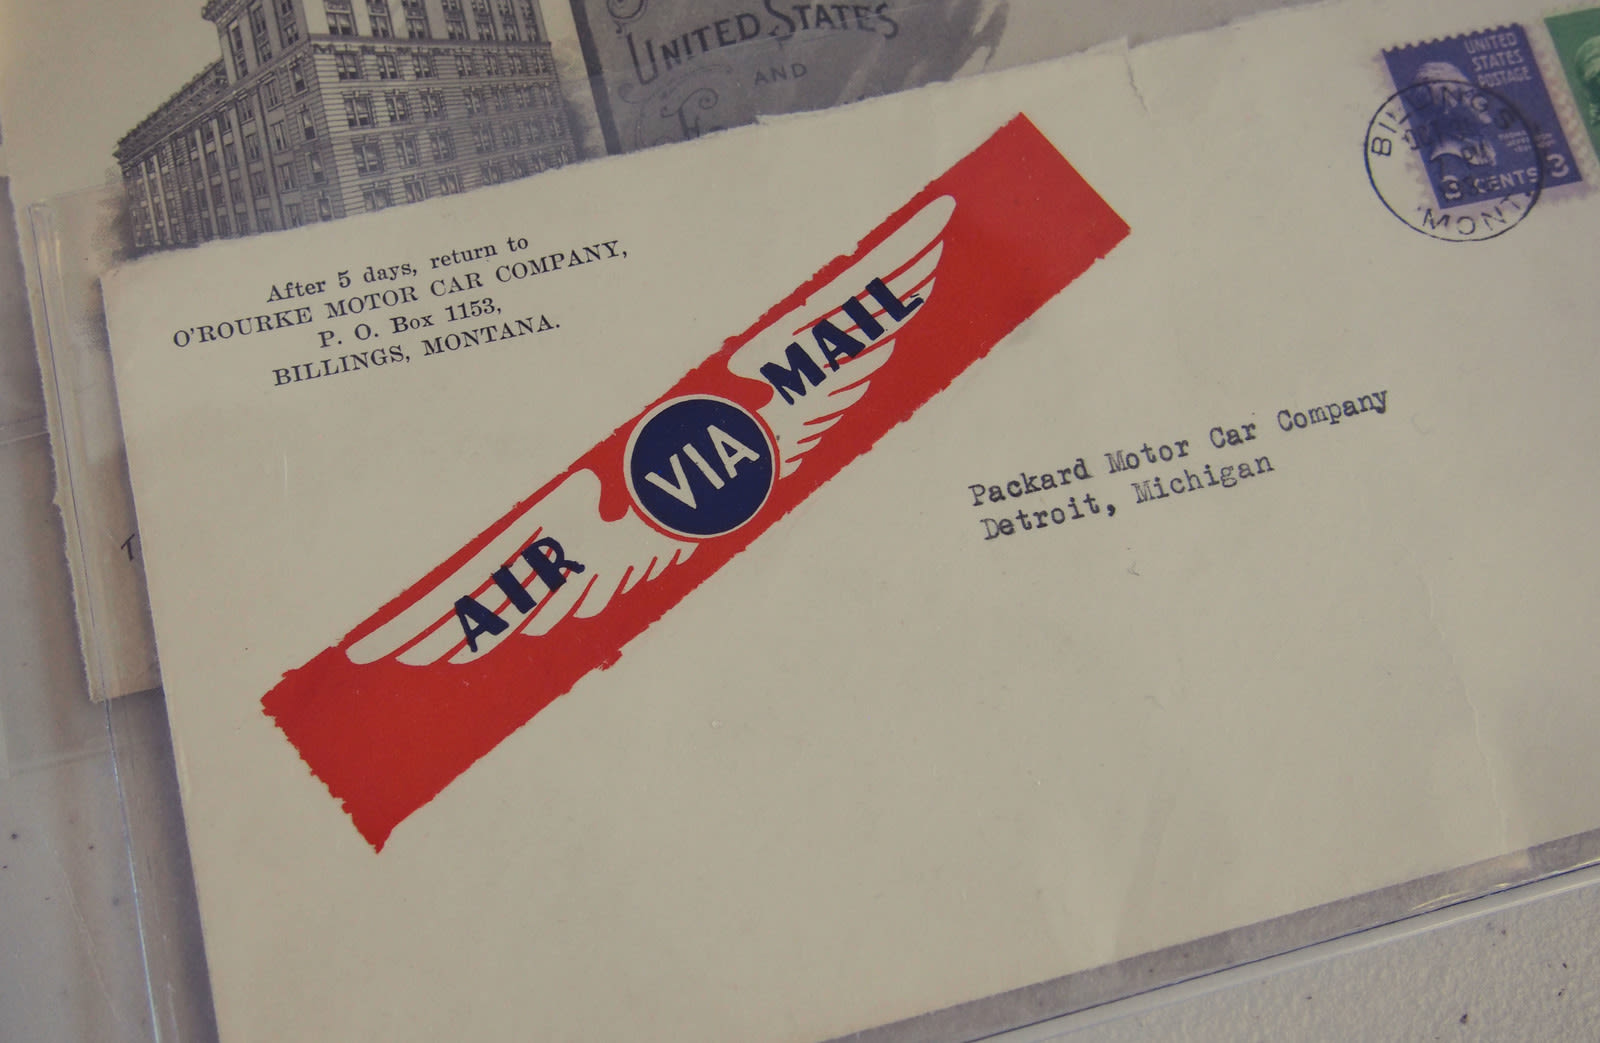 UNITED STATES
AND
After 5 days, return to
O'ROURKE MOTOR CAR COMPANY,
P. O. Box 1153,
BILLINGS, MONTANA.
AIR VIA MAIL
Packard Motor Car Company
Detroit, Michigan
UNITED
STATES
POSTAGE
3 CENTS 3
BILLINGS
MONT